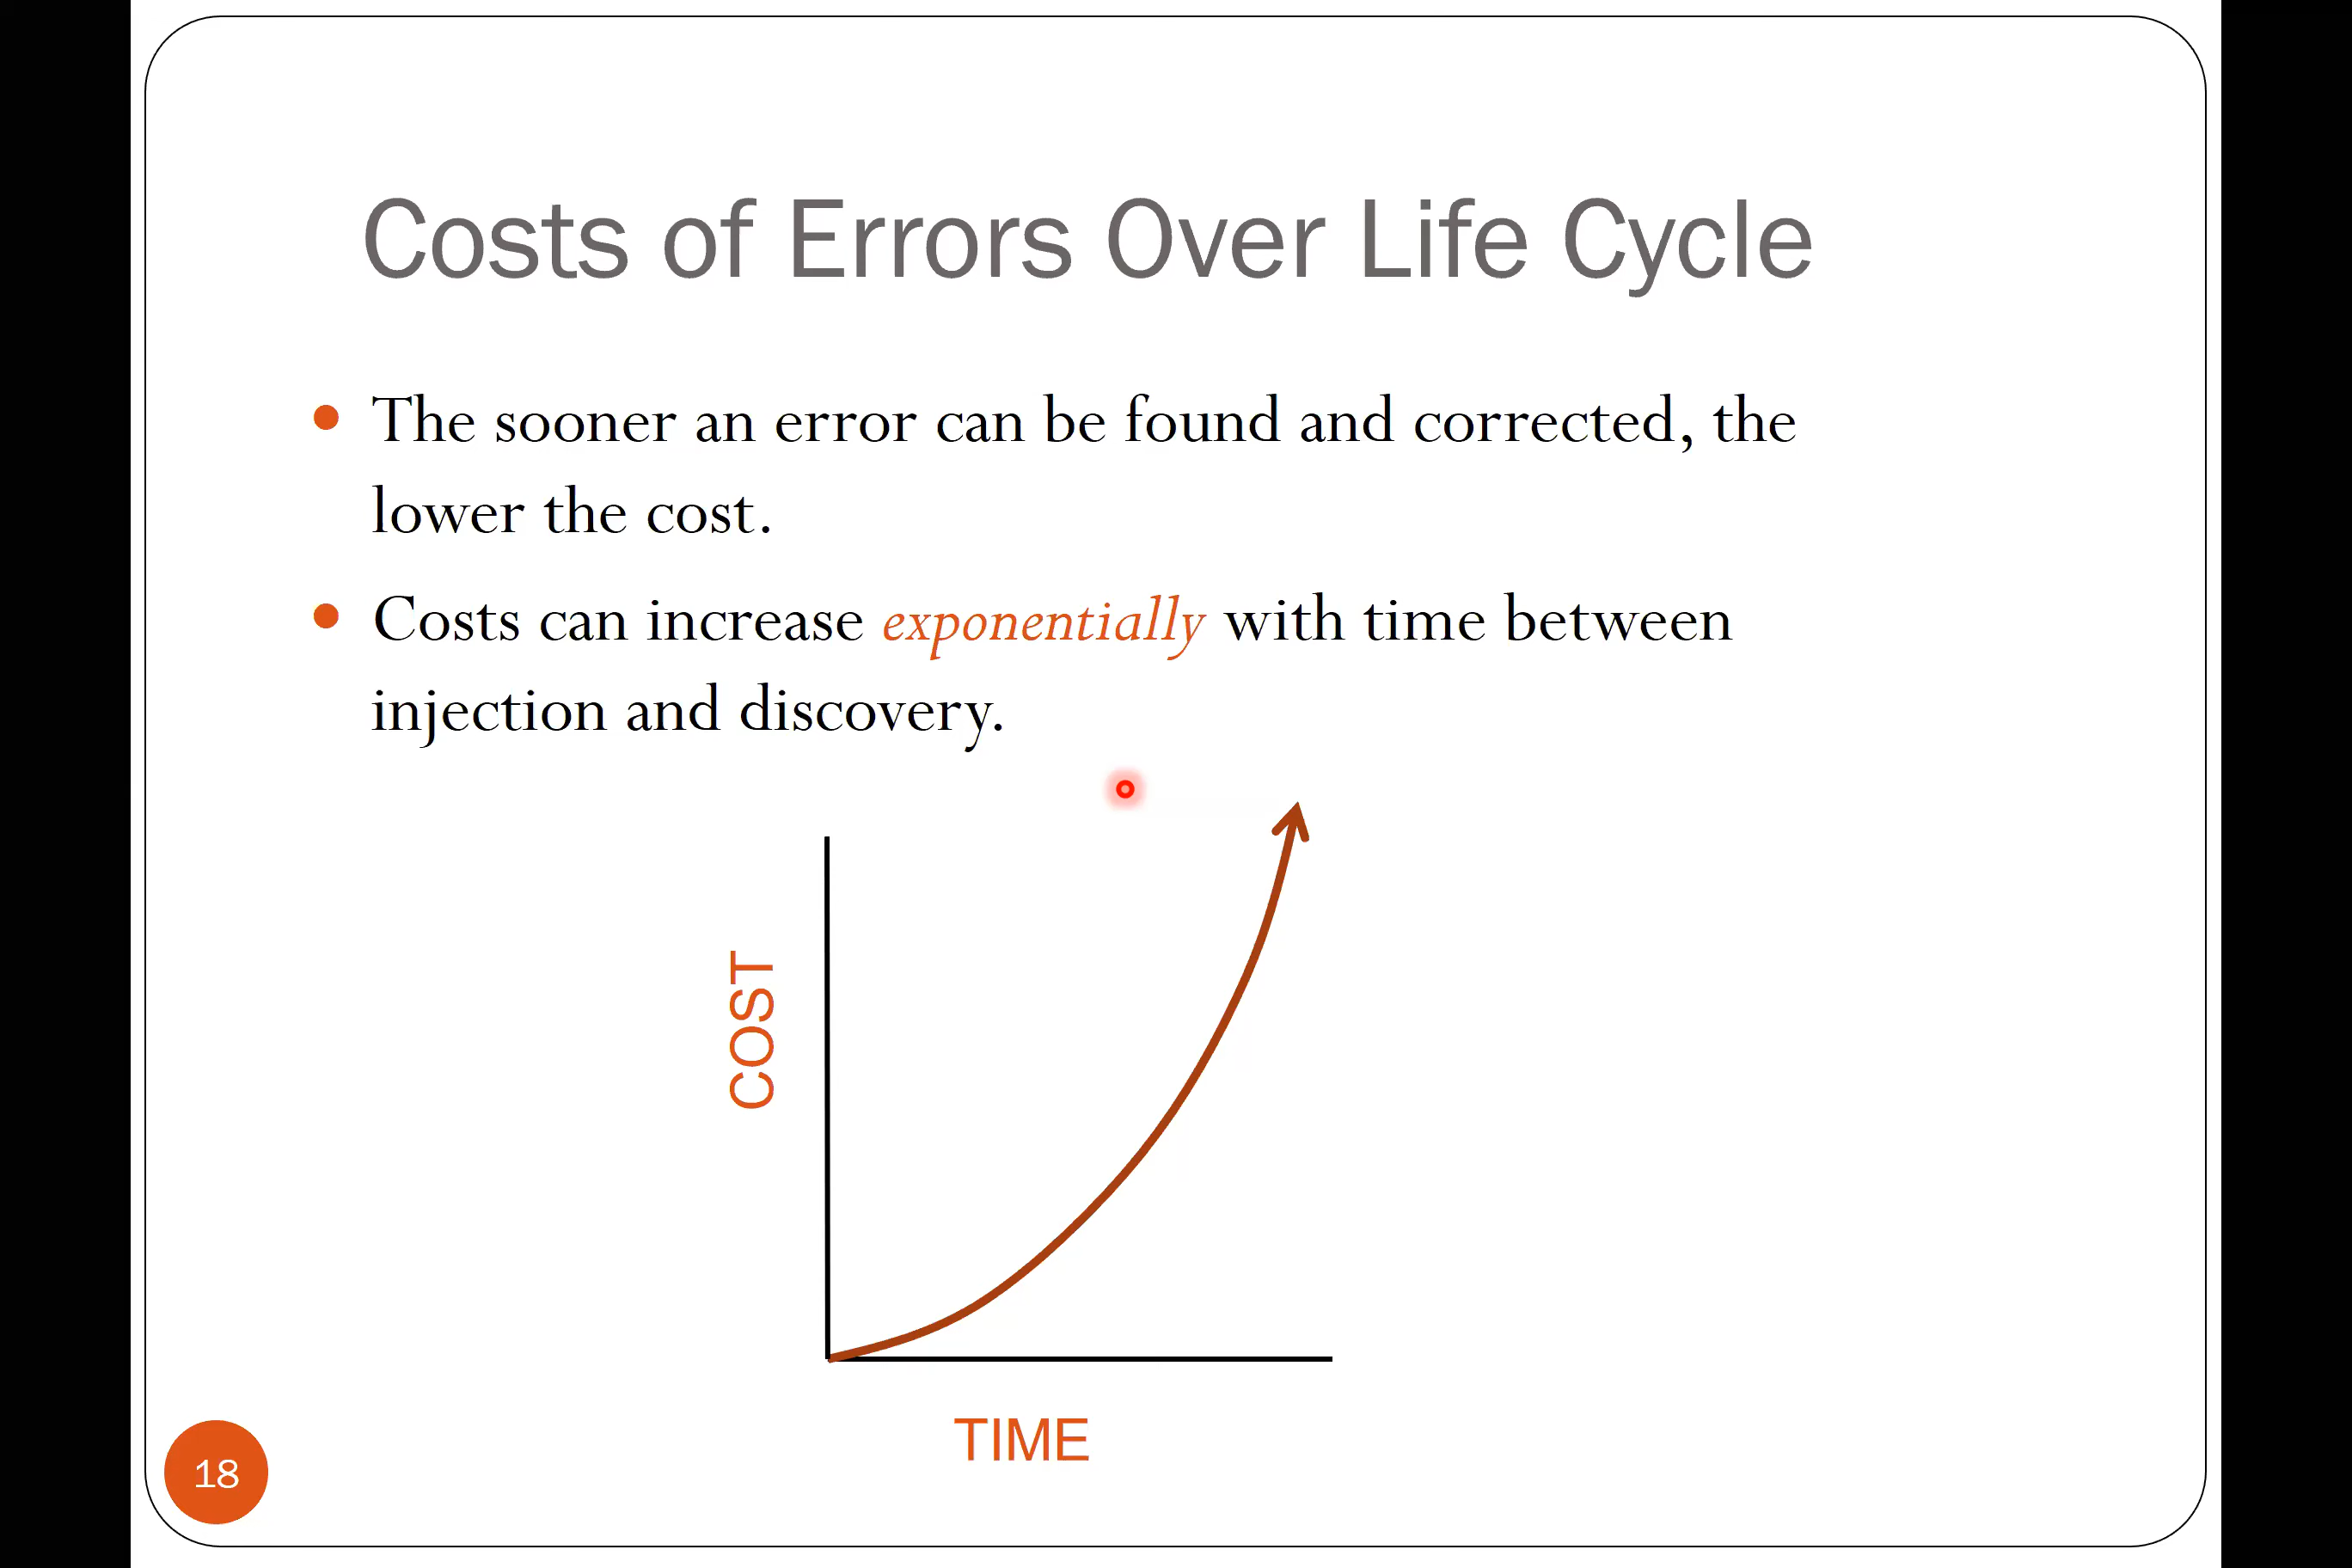 Costs of Errors Over Life Cycle
The sooner an error can be found and corrected, the
lower the cost.
Costs can increase exponentially with time between
injection and discovery.
COST
TIME
18